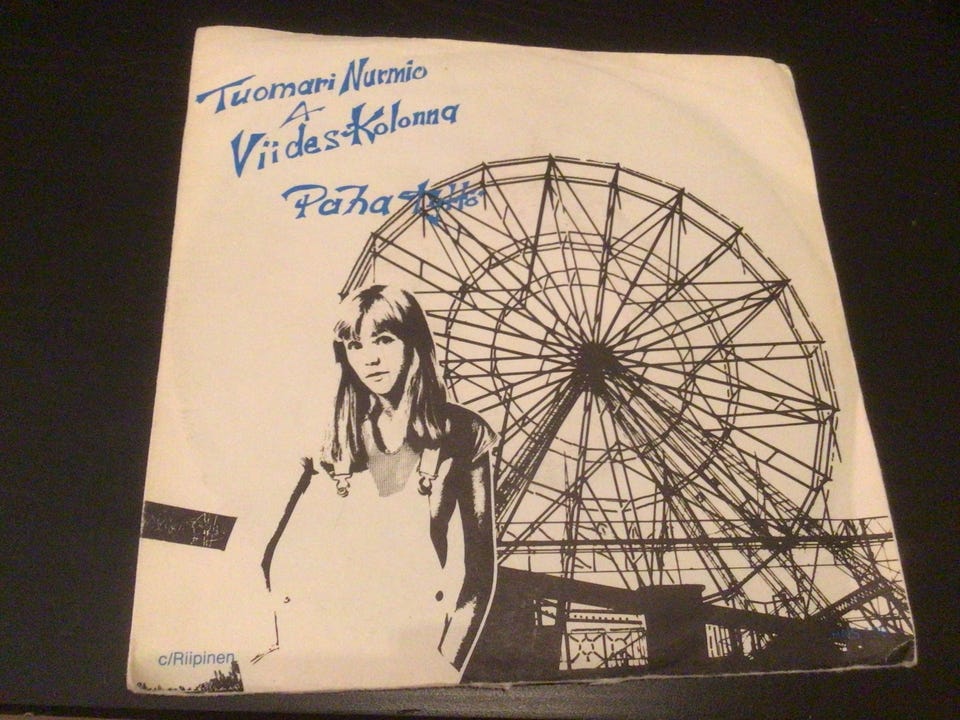 Tuomari Nurmio
A
Viides Kolonna
Paha tyttö
c/Riipinen